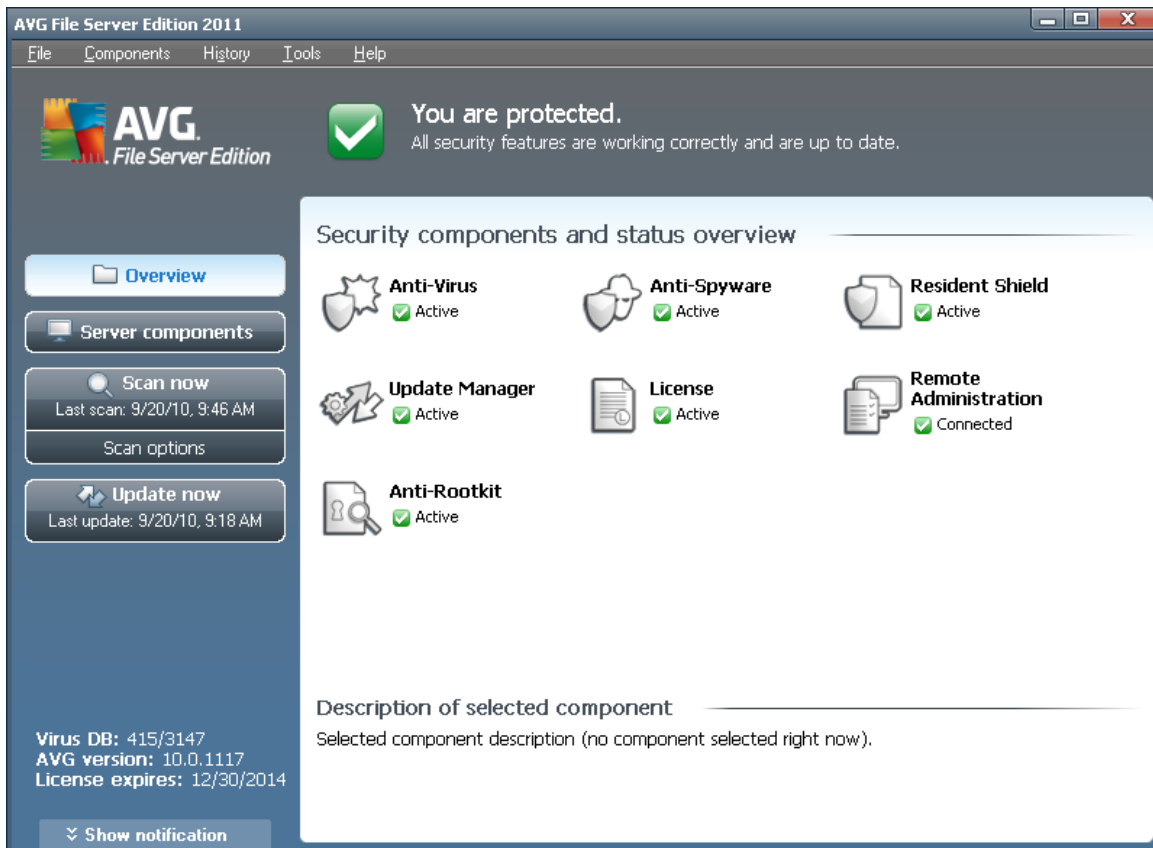 AVG File Server Edition 2011
File Components History Tools Help
AVG.
File Server Edition
You are protected.
All security features are working correctly and are up to date.
Overview
Server components
Scan now
Last scan: 9/20/10, 9:46 AM
Scan options
Update now
Last update: 9/20/10, 9:18 AM
Security components and status overview
Anti-Virus
Active
Anti-Spyware
Active
Resident Shield
Active
Update Manager
Active
License
Active
Remote
Administration
Connected
Anti-Rootkit
Active
Description of selected component
Selected component description (no component selected right now).
Virus DB: 415/3147
AVG version: 10.0.1117
License expires: 12/30/2014
Show notification